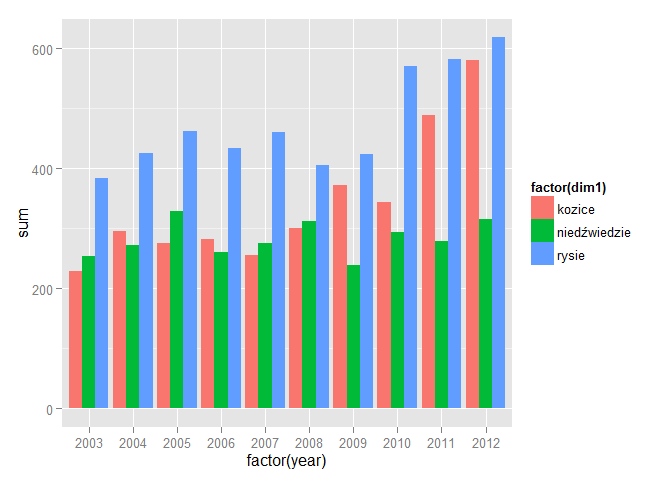 600
400
200
0
sum
2003 2004 2005 2006 2007 2008 2009 2010 2011 2012
factor(year)
factor(dim1)
kozice
niedźwiedzie
rysie